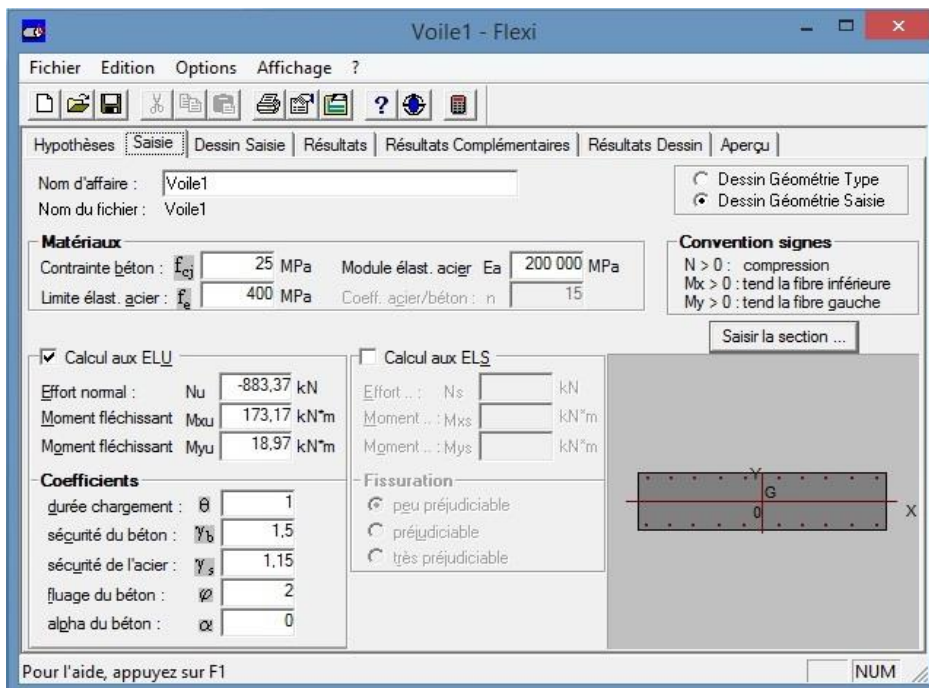 Voile1 - Flexi
Fichier Edition Options Affichage ?
Hypothèses Saisie Dessin Saisie Résultats Résultats Complémentaires Résultats Dessin Aperçu
Nom d'affaire : Voile1
Nom du fichier : Voile1
Dessin Géométrie Type
Dessin Géométrie Saisie
Matériaux
Contrainte béton : fcj 25 MPa Module élast. acier Ea 200 000 MPa
Limite élast. acier : fe 400 MPa Coeff. acier/béton : n 15
Convention signes
N > 0 : compression
Mx > 0 : tend la fibre inférieure
My > 0 : tend la fibre gauche
Saisir la section ...
Calcul aux ELU
Effort normal : Nu -883,37 kN
Moment fléchissant Mxu 173,17 kN*m
Moment fléchissant Myu 18,97 kN*m
Calcul aux ELS
Effort .. : Ns kN
Moment .. : Mxs kN*m
Moment .. : Mys kN*m
Coefficients
durée chargement : θ 1
sécurité du béton : γb 1,5
sécurité de l'acier : γs 1,15
fluage du béton : φ 2
alpha du béton : α 0
Fissuration
peu préjudiciable
préjudiciable
très préjudiciable
Y
G
0
X
Pour l'aide, appuyez sur F1
NUM